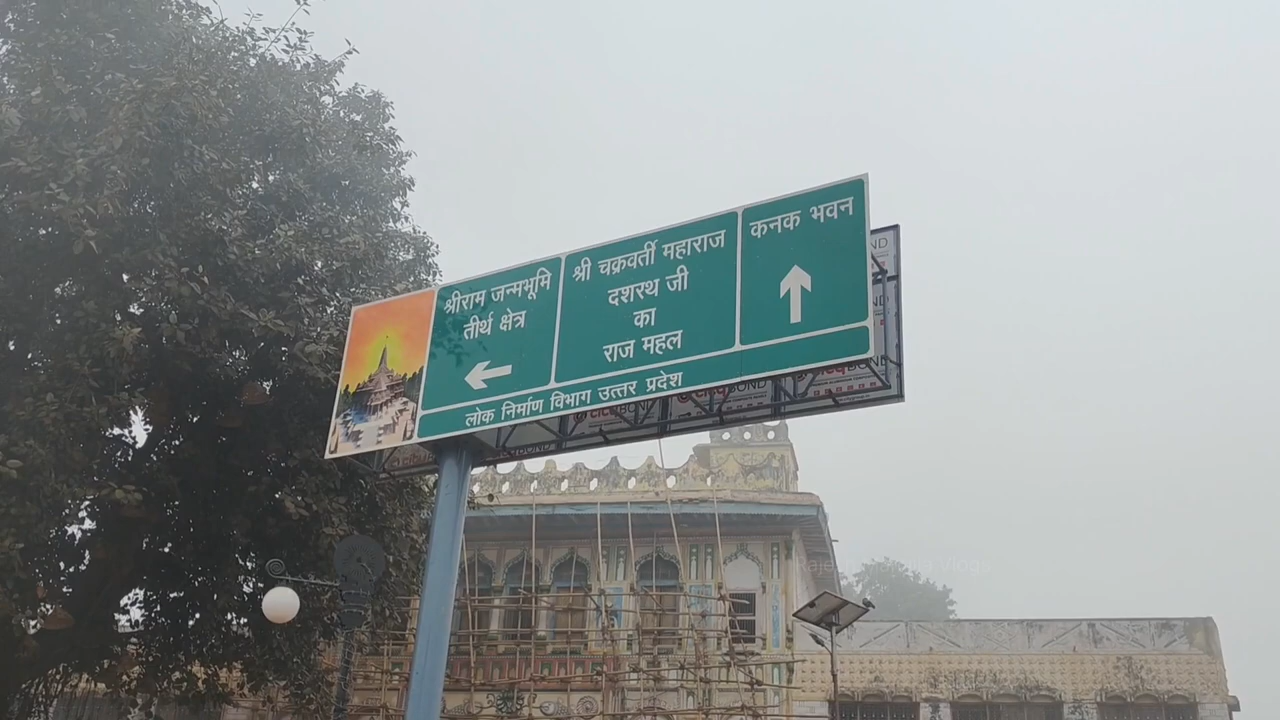 श्रीराम जन्मभूमि
तीर्थ क्षेत्र
श्री चक्रवर्ती महाराज
दशरथ जी
का
राज महल
कनक भवन
लोक निर्माण विभाग उत्तर प्रदेश